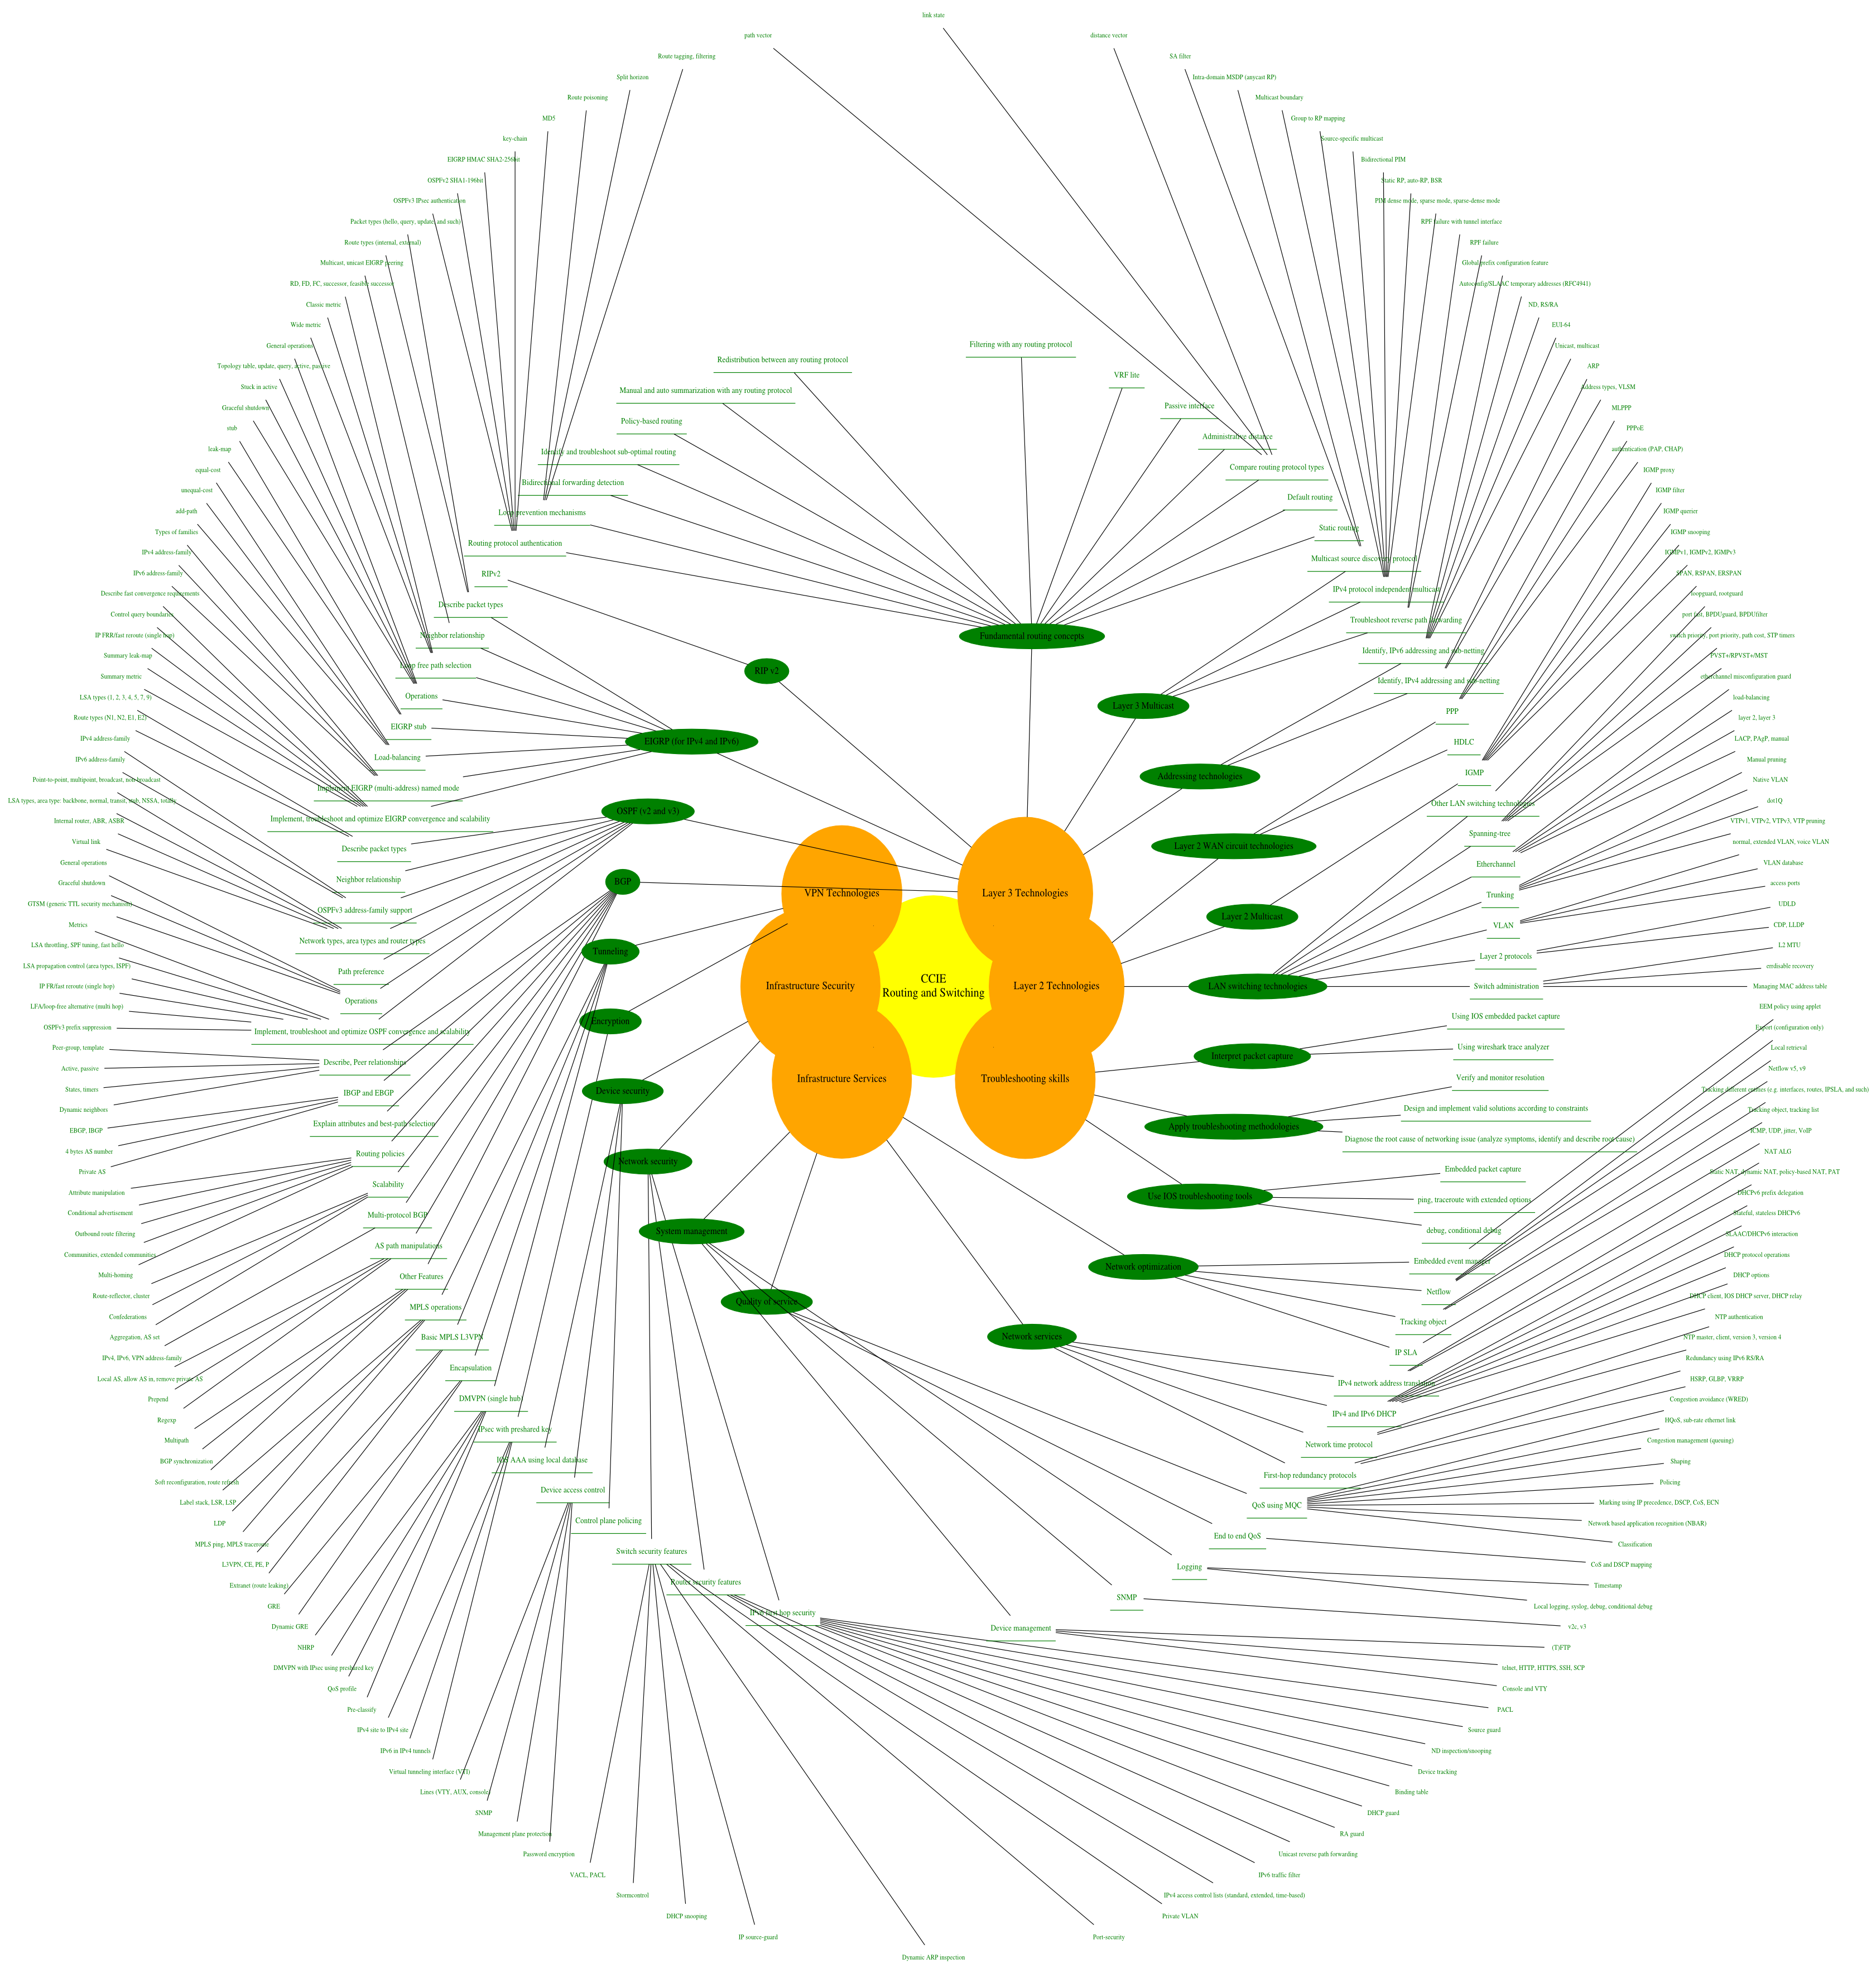 link state
path vector
distance vector
Route tagging, filtering
SA filter
Split horizon
Intra-domain MSDP (anycast RP)
Route poisoning
Multicast boundary
MD5
Group to RP mapping
key-chain
Source-specific multicast
EIGRP HMAC SHA2-256bit
Bidirectional PIM
OSPFv2 SHA1-196bit
Static RP, auto-RP, BSR
OSPFv3 IPsec authentication
PIM dense mode, sparse mode, sparse-dense mode
Packet types (hello, query, update, and such)
RPF failure with tunnel interface
Route types (internal, external)
RPF failure
Multicast, unicast EIGRP peering
Global prefix configuration feature
RD, FD, FC, successor, feasible successor
Autoconfig/SLAAC temporary addresses (RFC4941)
Classic metric
ND, RS/RA
Wide metric
EUI-64
General operations
Unicast, multicast
Topology table, update, query, active, passive
ARP
Stuck in active
Address types, VLSM
Graceful shutdown
MLPPP
stub
PPPoE
leak-map
authentication (PAP, CHAP)
equal-cost
IGMP proxy
unequal-cost
IGMP filter
add-path
IGMP querier
Types of families
IGMP snooping
IPv4 address-family
IGMPv1, IGMPv2, IGMPv3
IPv6 address-family
SPAN, RSPAN, ERSPAN
Describe fast convergence requirements
loopguard, rootguard
Control query boundaries
port fast, BPDUguard, BPDUfilter
IP FRR/fast reroute (single hop)
switch priority, port priority, path cost, STP timers
Summary leak-map
PVST+/RPVST+/MST
Summary metric
etherchannel misconfiguration guard
LSA types (1, 2, 3, 4, 5, 7, 9)
load-balancing
Route types (N1, N2, E1, E2)
layer 2, layer 3
IPv4 address-family
LACP, PAgP, manual
IPv6 address-family
Manual pruning
Point-to-point, multipoint, broadcast, non-broadcast
Native VLAN
LSA types, area type: backbone, normal, transit, stub, NSSA, totally
dot1Q
Internal router, ABR, ASBR
VTPv1, VTPv2, VTPv3, VTP pruning
Virtual link
normal, extended VLAN, voice VLAN
General operations
VLAN database
Graceful shutdown
access ports
GTSM (generic TTL security mechanism)
UDLD
Metrics
CDP, LLDP
LSA throttling, SPF tuning, fast hello
L2 MTU
LSA propagation control (area types, ISPF)
errdisable recovery
IP FR/fast reroute (single hop)
Managing MAC address table
LFA/loop-free alternative (multi hop)
EEM policy using applet
OSPFv3 prefix suppression
Export (configuration only)
Peer-group, template
Local retrieval
Active, passive
Netflow v5, v9
States, timers
Tracking different entities (e.g. interfaces, routes, IPSLA, and such)
Dynamic neighbors
Tracking object, tracking list
EBGP, IBGP
ICMP, UDP, jitter, VoIP
4 bytes AS number
NAT ALG
Private AS
Static NAT, dynamic NAT, policy-based NAT, PAT
Attribute manipulation
DHCPv6 prefix delegation
Conditional advertisement
Stateful, stateless DHCPv6
Outbound route filtering
SLAAC/DHCPv6 interaction
Communities, extended communities
DHCP protocol operations
Multi-homing
DHCP options
Route-reflector, cluster
DHCP client, IOS DHCP server, DHCP relay
Confederations
NTP authentication
Aggregation, AS set
NTP master, client, version 3, version 4
IPv4, IPv6, VPN address-family
Redundancy using IPv6 RS/RA
Local AS, allow AS in, remove private AS
HSRP, GLBP, VRRP
Prepend
Congestion avoidance (WRED)
Regexp
HQoS, sub-rate ethernet link
Multipath
Congestion management (queuing)
BGP synchronization
Shaping
Soft reconfiguration, route refresh
Policing
Label stack, LSR, LSP
Marking using IP precedence, DSCP, CoS, ECN
LDP
Network based application recognition (NBAR)
MPLS ping, MPLS traceroute
Classification
L3VPN, CE, PE, P
CoS and DSCP mapping
Extranet (route leaking)
Timestamp
GRE
Local logging, syslog, debug, conditional debug
Dynamic GRE
v2c, v3
NHRP
(T)FTP
DMVPN with IPsec using preshared key
telnet, HTTP, HTTPS, SSH, SCP
QoS profile
Console and VTY
Pre-classify
PACL
IPv4 site to IPv4 site
Source guard
IPv6 in IPv4 tunnels
ND inspection/snooping
Virtual tunneling interface (VTI)
Device tracking
Lines (VTY, AUX, console)
Binding table
SNMP
DHCP guard
Management plane protection
RA guard
Password encryption
Unicast reverse path forwarding
VACL, PACL
IPv6 traffic filter
Stormcontrol
IPv4 access control lists (standard, extended, time-based)
DHCP snooping
Private VLAN
IP source-guard
Port-security
Dynamic ARP inspection
Filtering with any routing protocol
Redistribution between any routing protocol
VRF lite
Manual and auto summarization with any routing protocol
Passive interface
Policy-based routing
Administrative distance
Identify and troubleshoot sub-optimal routing
Compare routing protocol types
Bidirectional forwarding detection
Default routing
Loop prevention mechanisms
Static routing
Routing protocol authentication
Multicast source discovery protocol
RIPv2
IPv4 protocol independent multicast
Describe packet types
Troubleshoot reverse path forwarding
Neighbor relationship
Identify, IPv6 addressing and sub-netting
Loop free path selection
Identify, IPv4 addressing and sub-netting
Operations
PPP
EIGRP stub
HDLC
Load-balancing
IGMP
Implement EIGRP (multi-address) named mode
Other LAN switching technologies
Implement, troubleshoot and optimize EIGRP convergence and scalability
Spanning-tree
Describe packet types
Etherchannel
Neighbor relationship
Trunking
OSPFv3 address-family support
VLAN
Network types, area types and router types
Layer 2 protocols
Path preference
Switch administration
Operations
Using IOS embedded packet capture
Implement, troubleshoot and optimize OSPF convergence and scalability
Using wireshark trace analyzer
Describe, Peer relationships
Verify and monitor resolution
IBGP and EBGP
Design and implement valid solutions according to constraints
Explain attributes and best-path selection
Diagnose the root cause of networking issue (analyze symptoms, identify and describe root cause)
Routing policies
Embedded packet capture
Scalability
ping, traceroute with extended options
Multi-protocol BGP
debug, conditional debug
AS path manipulations
Embedded event manager
Other Features
Netflow
MPLS operations
Tracking object
Basic MPLS L3VPN
IP SLA
Encapsulation
IPv4 network address translation
DMVPN (single hub)
IPv4 and IPv6 DHCP
IPsec with preshared key
Network time protocol
IOS AAA using local database
First-hop redundancy protocols
Device access control
QoS using MQC
Control plane policing
End to end QoS
Switch security features
Logging
Router security features
SNMP
IPv6 first hop security
Device management
Fundamental routing concepts
RIP v2
Layer 3 Multicast
EIGRP (for IPv4 and IPv6)
Addressing technologies
OSPF (v2 and v3)
Layer 2 WAN circuit technologies
BGP
Layer 2 Multicast
Tunneling
LAN switching technologies
Encryption
Interpret packet capture
Device security
Apply troubleshooting methodologies
Network security
Use IOS troubleshooting tools
System management
Network optimization
Quality of service
Network services
VPN Technologies
Layer 3 Technologies
Infrastructure Security
CCIE
Routing and Switching
Layer 2 Technologies
Infrastructure Services
Troubleshooting skills